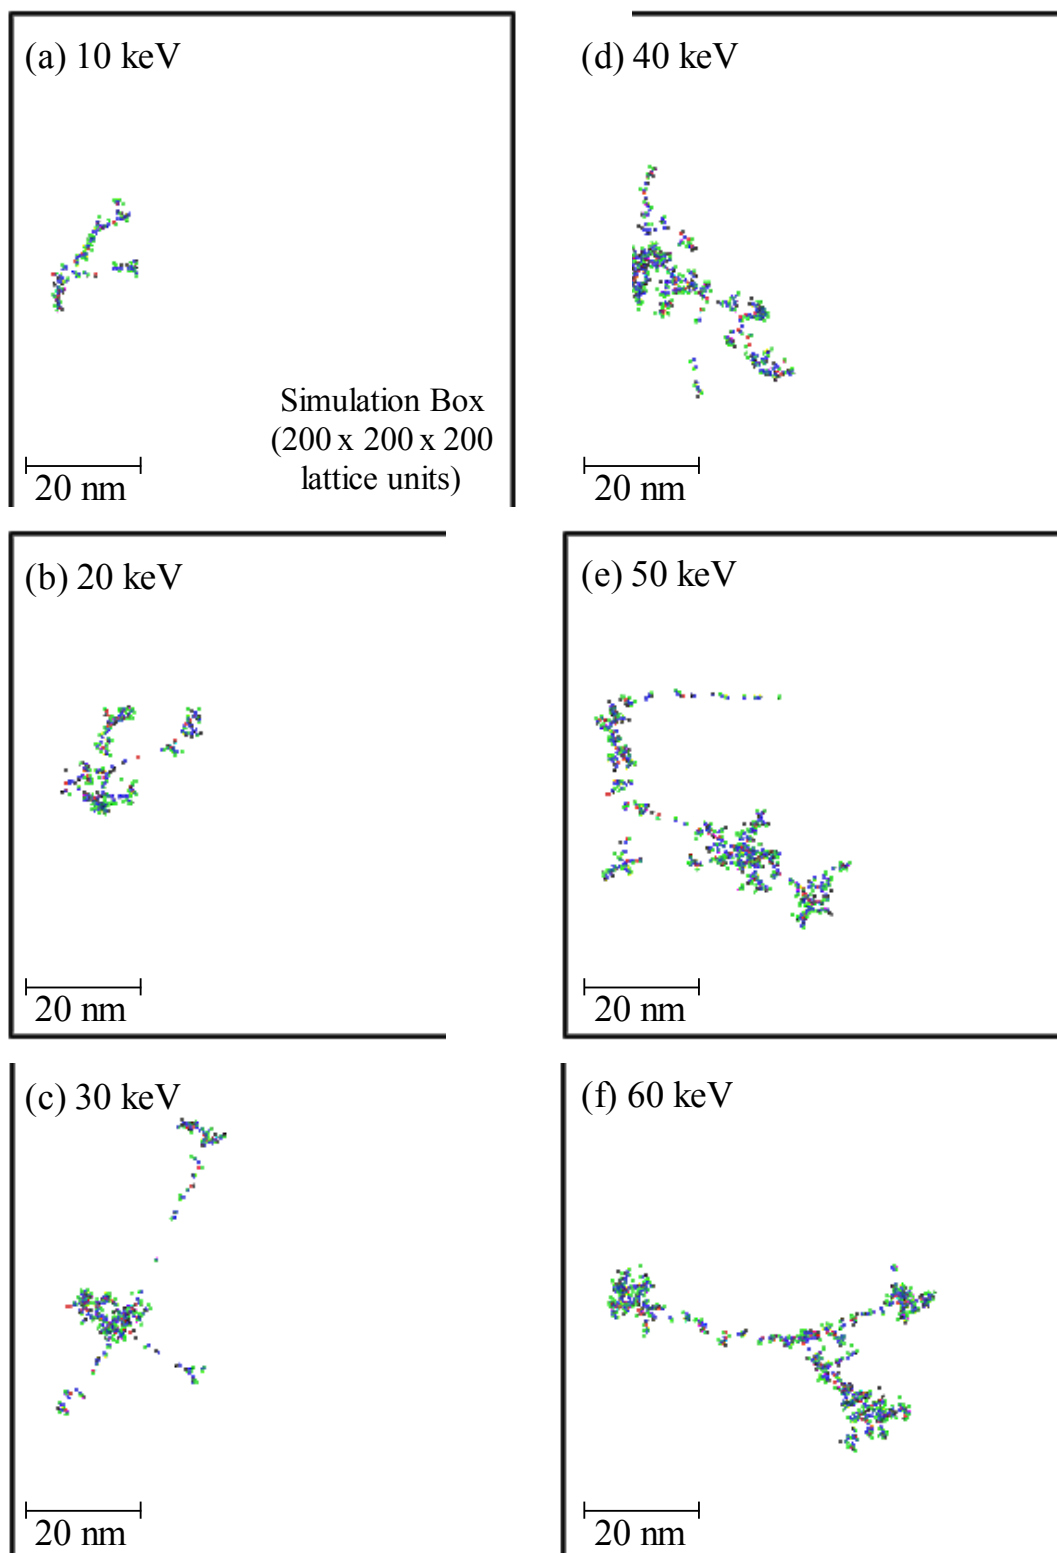 (a) 10 keV
Simulation Box
(200 x 200 x 200
lattice units)
20 nm
(b) 20 keV
20 nm
(c) 30 keV
20 nm
(d) 40 keV
20 nm
(e) 50 keV
20 nm
(f) 60 keV
20 nm